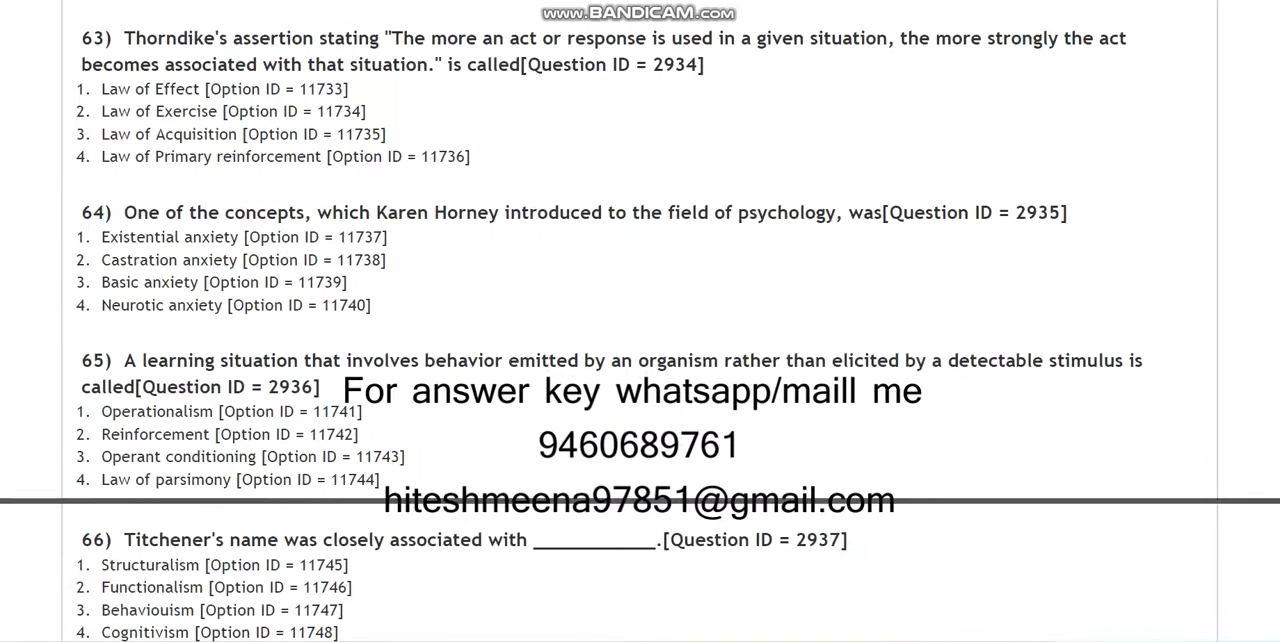 www.BANDICAM.com
63) Thorndike's assertion stating "The more an act or response is used in a given situation, the more strongly the act
becomes associated with that situation." is called[Question ID = 2934]
1. Law of Effect [Option ID = 11733]
2. Law of Exercise [Option ID = 11734]
3. Law of Acquisition [Option ID = 11735]
4. Law of Primary reinforcement [Option ID = 11736]
64) One of the concepts, which Karen Horney introduced to the field of psychology, was[Question ID = 2935]
1. Existential anxiety [Option ID = 11737]
2. Castration anxiety [Option ID = 11738]
3. Basic anxiety [Option ID = 11739]
4. Neurotic anxiety [Option ID = 11740]
65) A learning situation that involves behavior emitted by an organism rather than elicited by a detectable stimulus is
called[Question ID = 2936]
For answer key whatsapp/maill me
1. Operationalism [Option ID = 11741]
2. Reinforcement [Option ID = 11742]
9460689761
3. Operant conditioning [Option ID = 11743]
4. Law of parsimony [Option ID = 11744]
hiteshmeena97851@gmail.com
66) Titchener's name was closely associated with ____________.[Question ID = 2937]
1. Structuralism [Option ID = 11745]
2. Functionalism [Option ID = 11746]
3. Behaviouism [Option ID = 11747]
4. Cognitivism [Option ID = 11748]